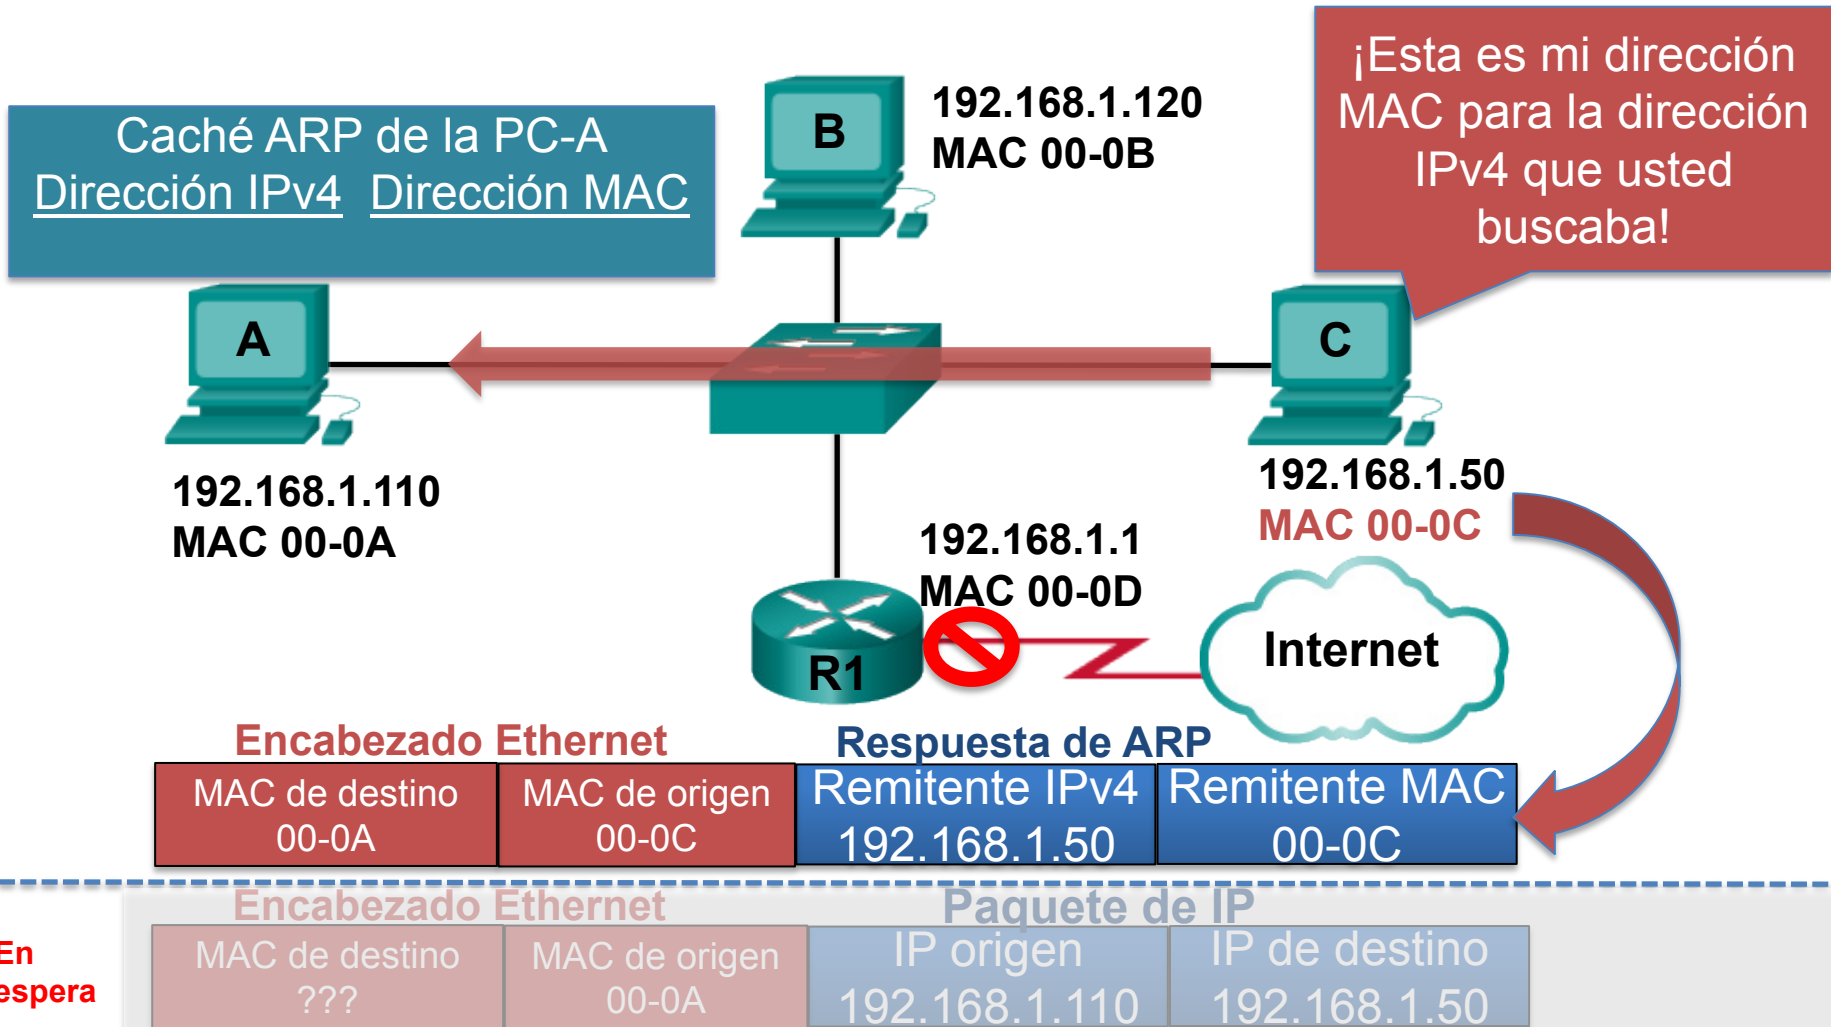 Caché ARP de la PC-A
Dirección IPv4 Dirección MAC
B
192.168.1.120
MAC 00-0B
¡Esta es mi dirección
MAC para la dirección
IPv4 que usted
buscaba!
A
C
192.168.1.110
MAC 00-0A
192.168.1.50
MAC 00-0C
192.168.1.1
MAC 00-0D
R1
Internet
Encabezado Ethernet
Respuesta de ARP
MAC de destino
00-0A
MAC de origen
00-0C
Remitente IPv4
192.168.1.50
Remitente MAC
00-0C
En
espera
Encabezado Ethernet
Paquete de IP
MAC de destino
???
MAC de origen
00-0A
IP origen
192.168.1.110
IP de destino
192.168.1.50